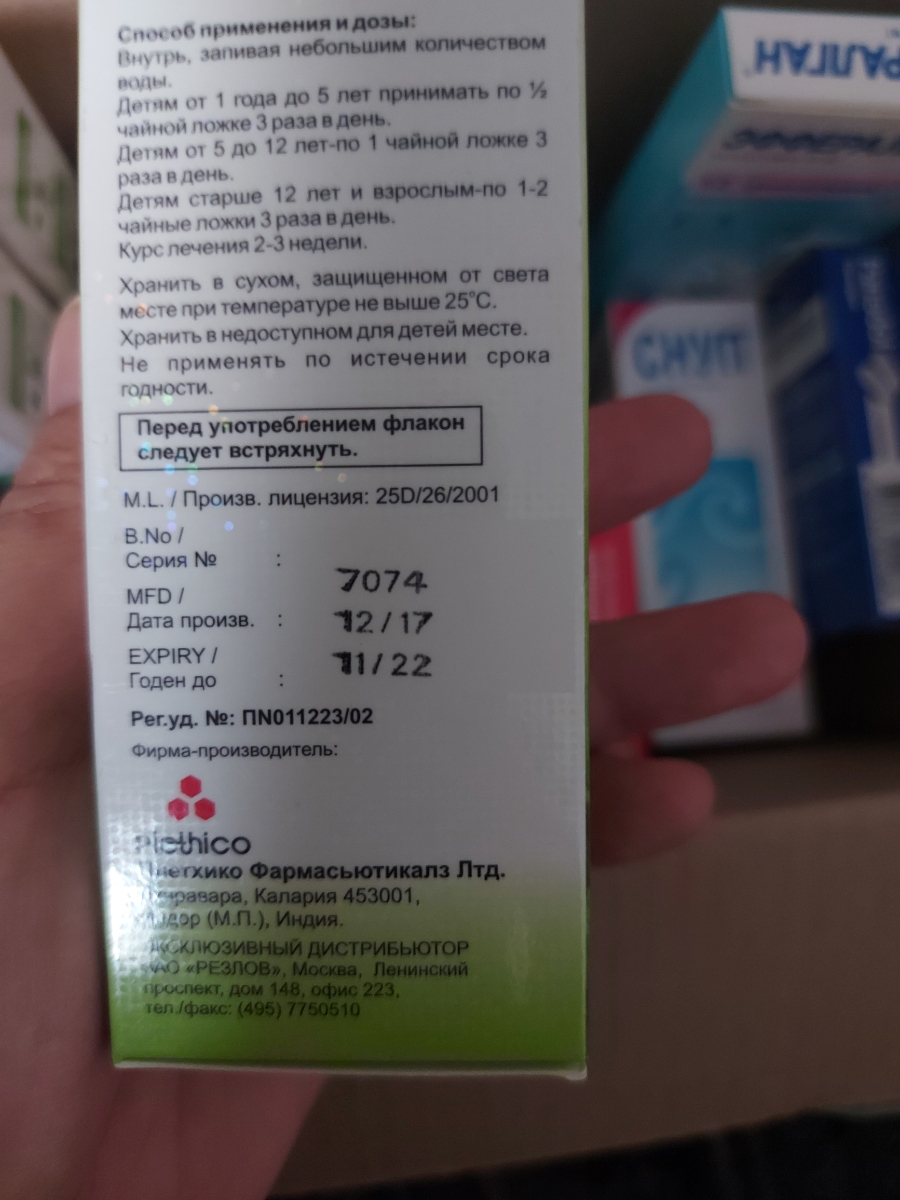 Способ применения и дозы:
Внутрь, запивая небольшим количеством
воды.
Детям от 1 года до 5 лет принимать по ½
чайной ложке 3 раза в день.
Детям от 5 до 12 лет-по 1 чайной ложке 3
раза в день.
Детям старше 12 лет и взрослым-по 1-2
чайные ложки 3 раза в день.
Курс лечения 2-3 недели.
Хранить в сухом, защищенном от света
месте при температуре не выше 25°С.
Хранить в недоступном для детей месте.
Не применять по истечении срока
годности.
Перед употреблением флакон
следует встряхнуть.
M.L. / Произв. лицензия: 25D/26/2001
B.No /
Серия № : 7074
MFD /
Дата произв. : 12/17
EXPIRY /
Годен до : 11/22
Рег.уд. №: ПN011223/02
Фирма-производитель:
plethico
Плетхико Фармасьютикалз Лтд.
Калария 453001,
(М.П.), Индия.
ЭКСКЛЮЗИВНЫЙ ДИСТРИБЬЮТОР
ЗАО «РЕЗЛОВ», Москва, Ленинский
проспект, дом 148, офис 223,
тел./факс: (495) 7750510
СНУП